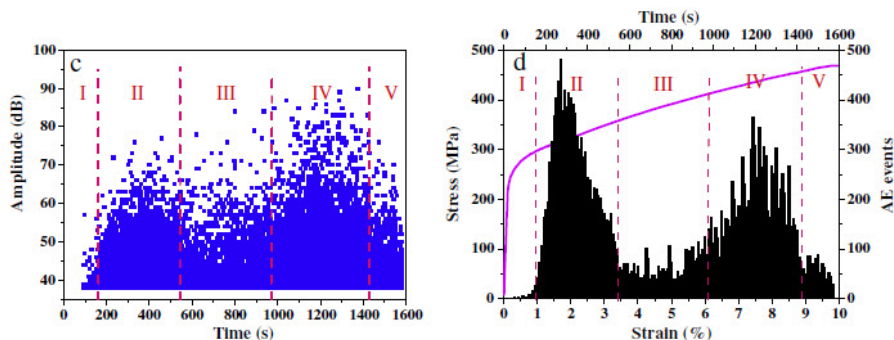 c
I II III IV V
Amplitude (dB)
100
90
80
70
60
50
40
0 200 400 600 800 1000 1200 1400 1600
Time (s)
Time (s)
0 200 400 600 800 1000 1200 1400 1600
d
I II III IV V
Stress (MPa)
500
400
300
200
100
0
500
400
300
200
100
0
AE events
0 1 2 3 4 5 6 7 8 9 10
Strain (%)